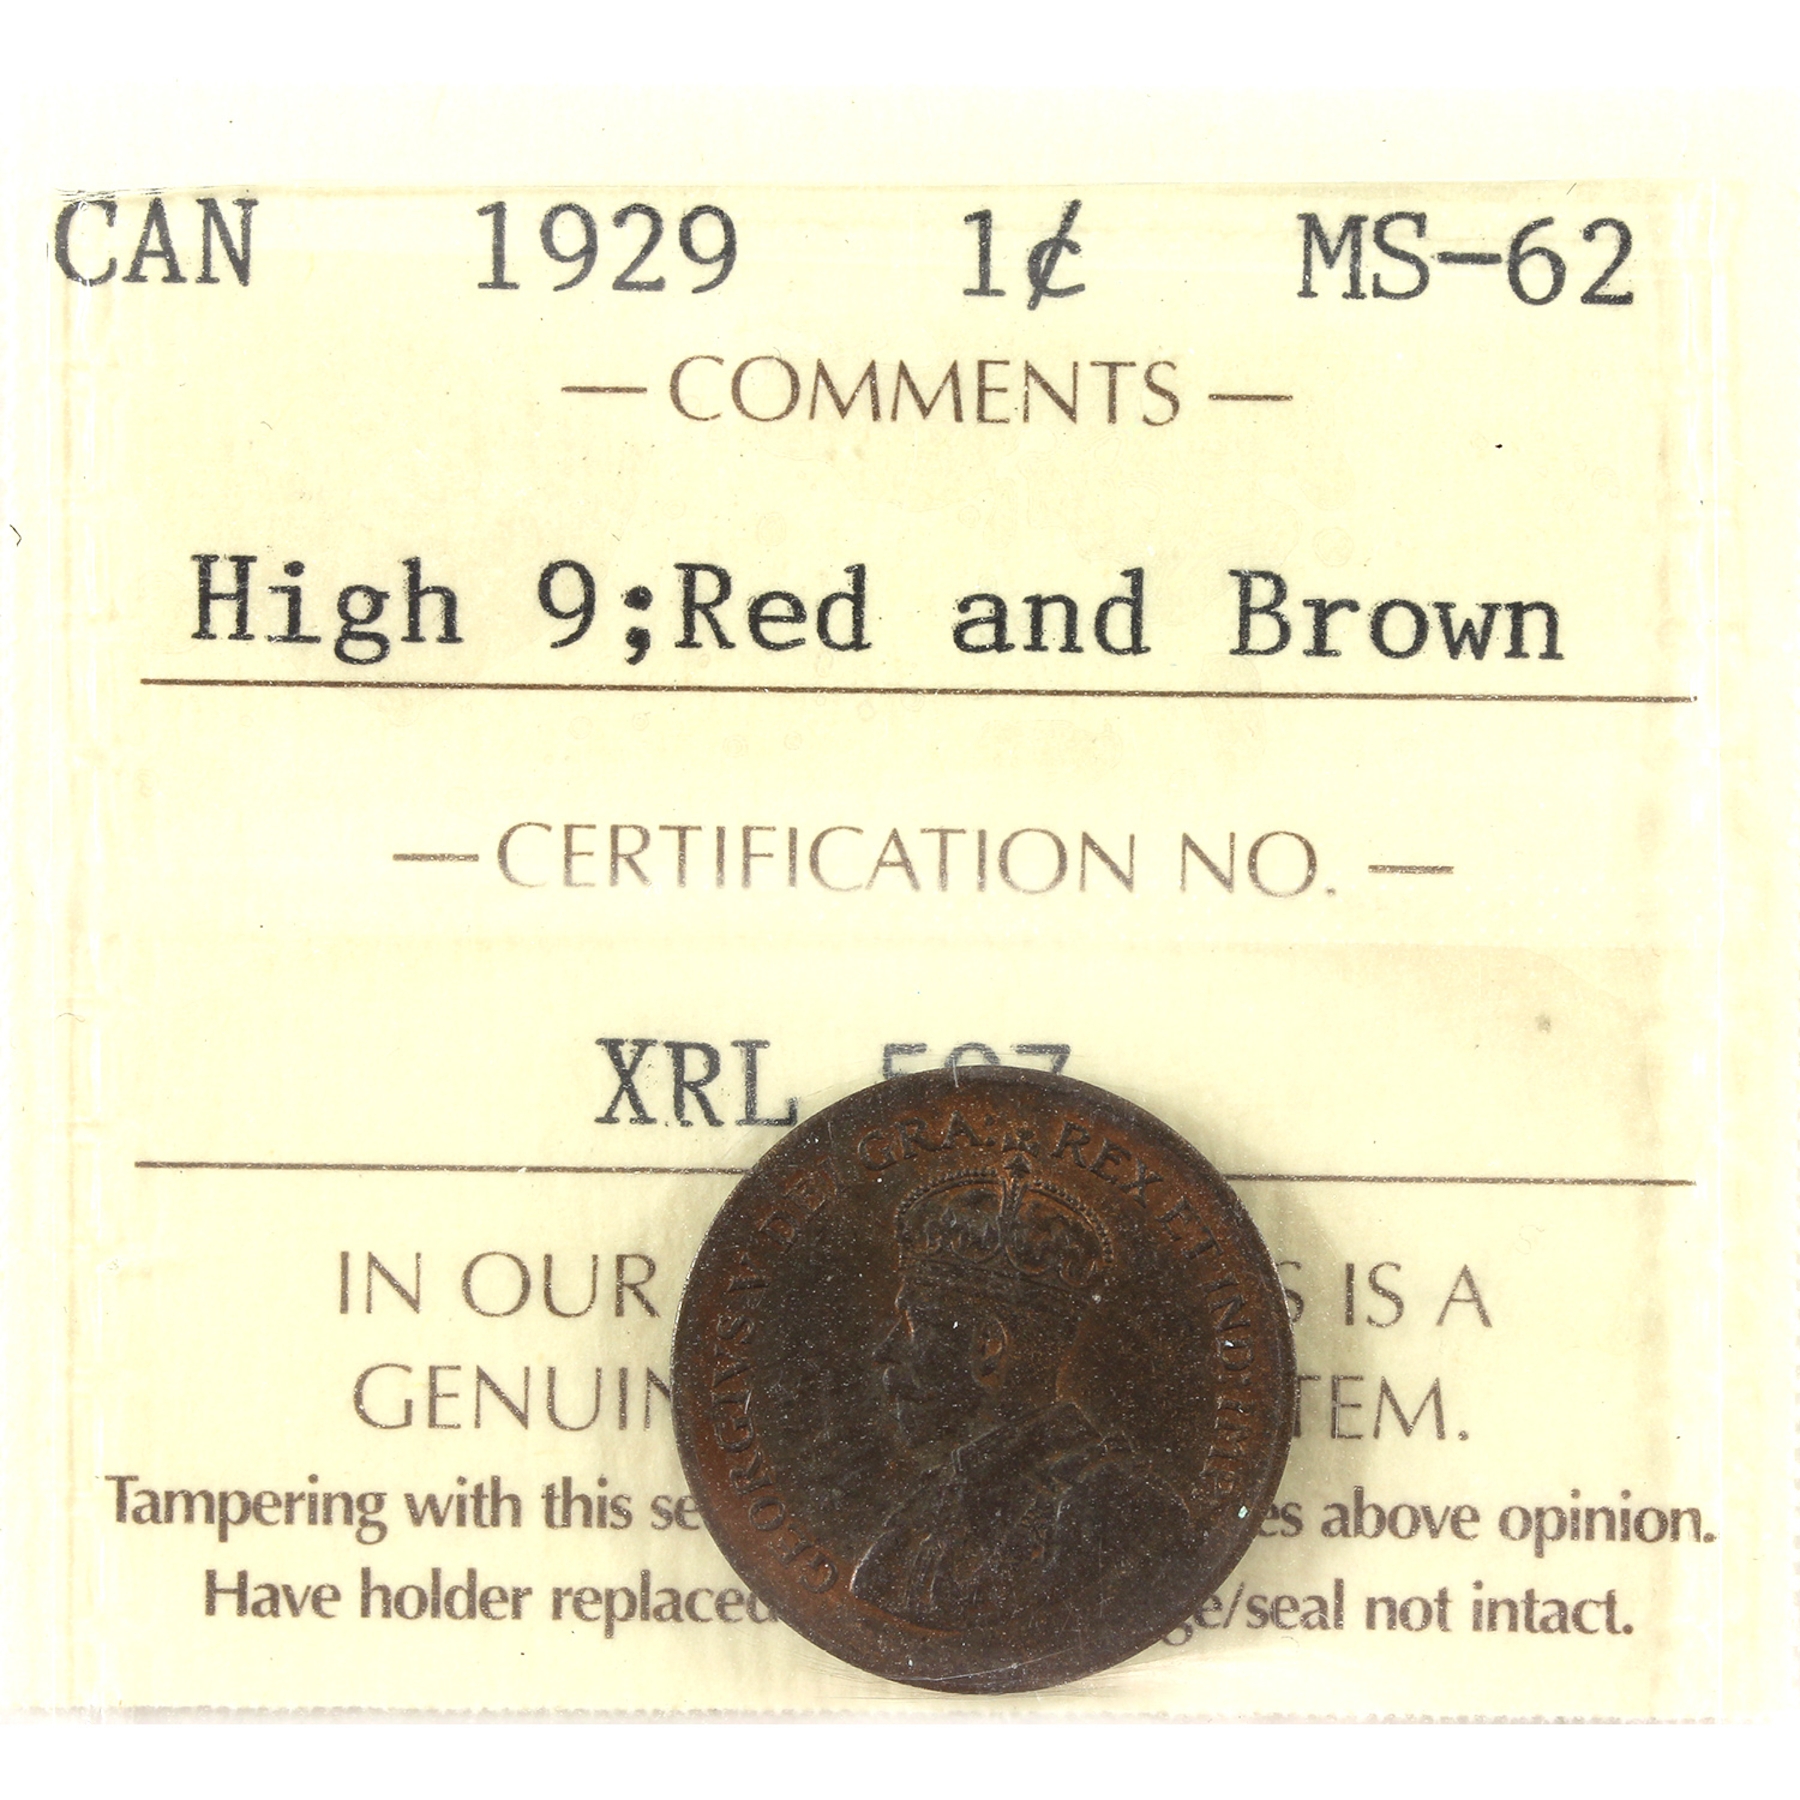 CAN 1929 1¢ MS-62
— COMMENTS —
High 9;Red and Brown
— CERTIFICATION NO. —
XRL
IN OUR IS A
GENUIN TEM.
Tampering with this se es above opinion.
Have holder replaced ge/seal not intact.
GEORGIVS V DEI GRA: REX ET IND:IMP: